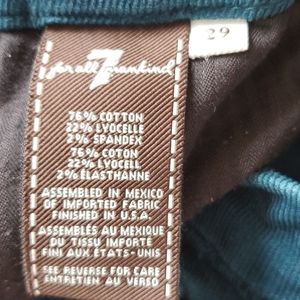 29
7
for all mankind
76% COTTON
22% LYOCELLE
2% SPANDEX
76% COTON
22% LYOCELL
2% ÉLASTHANNE
ASSEMBLED IN MEXICO
OF IMPORTED FABRIC
FINISHED IN U.S.A.
ASSEMBLÉS AU MEXIQUE
DU TISSU IMPORTÉ
FINI AUX ÉTATS-UNIS
SEE REVERSE FOR CARE
ENTRETIEN AU VERSO